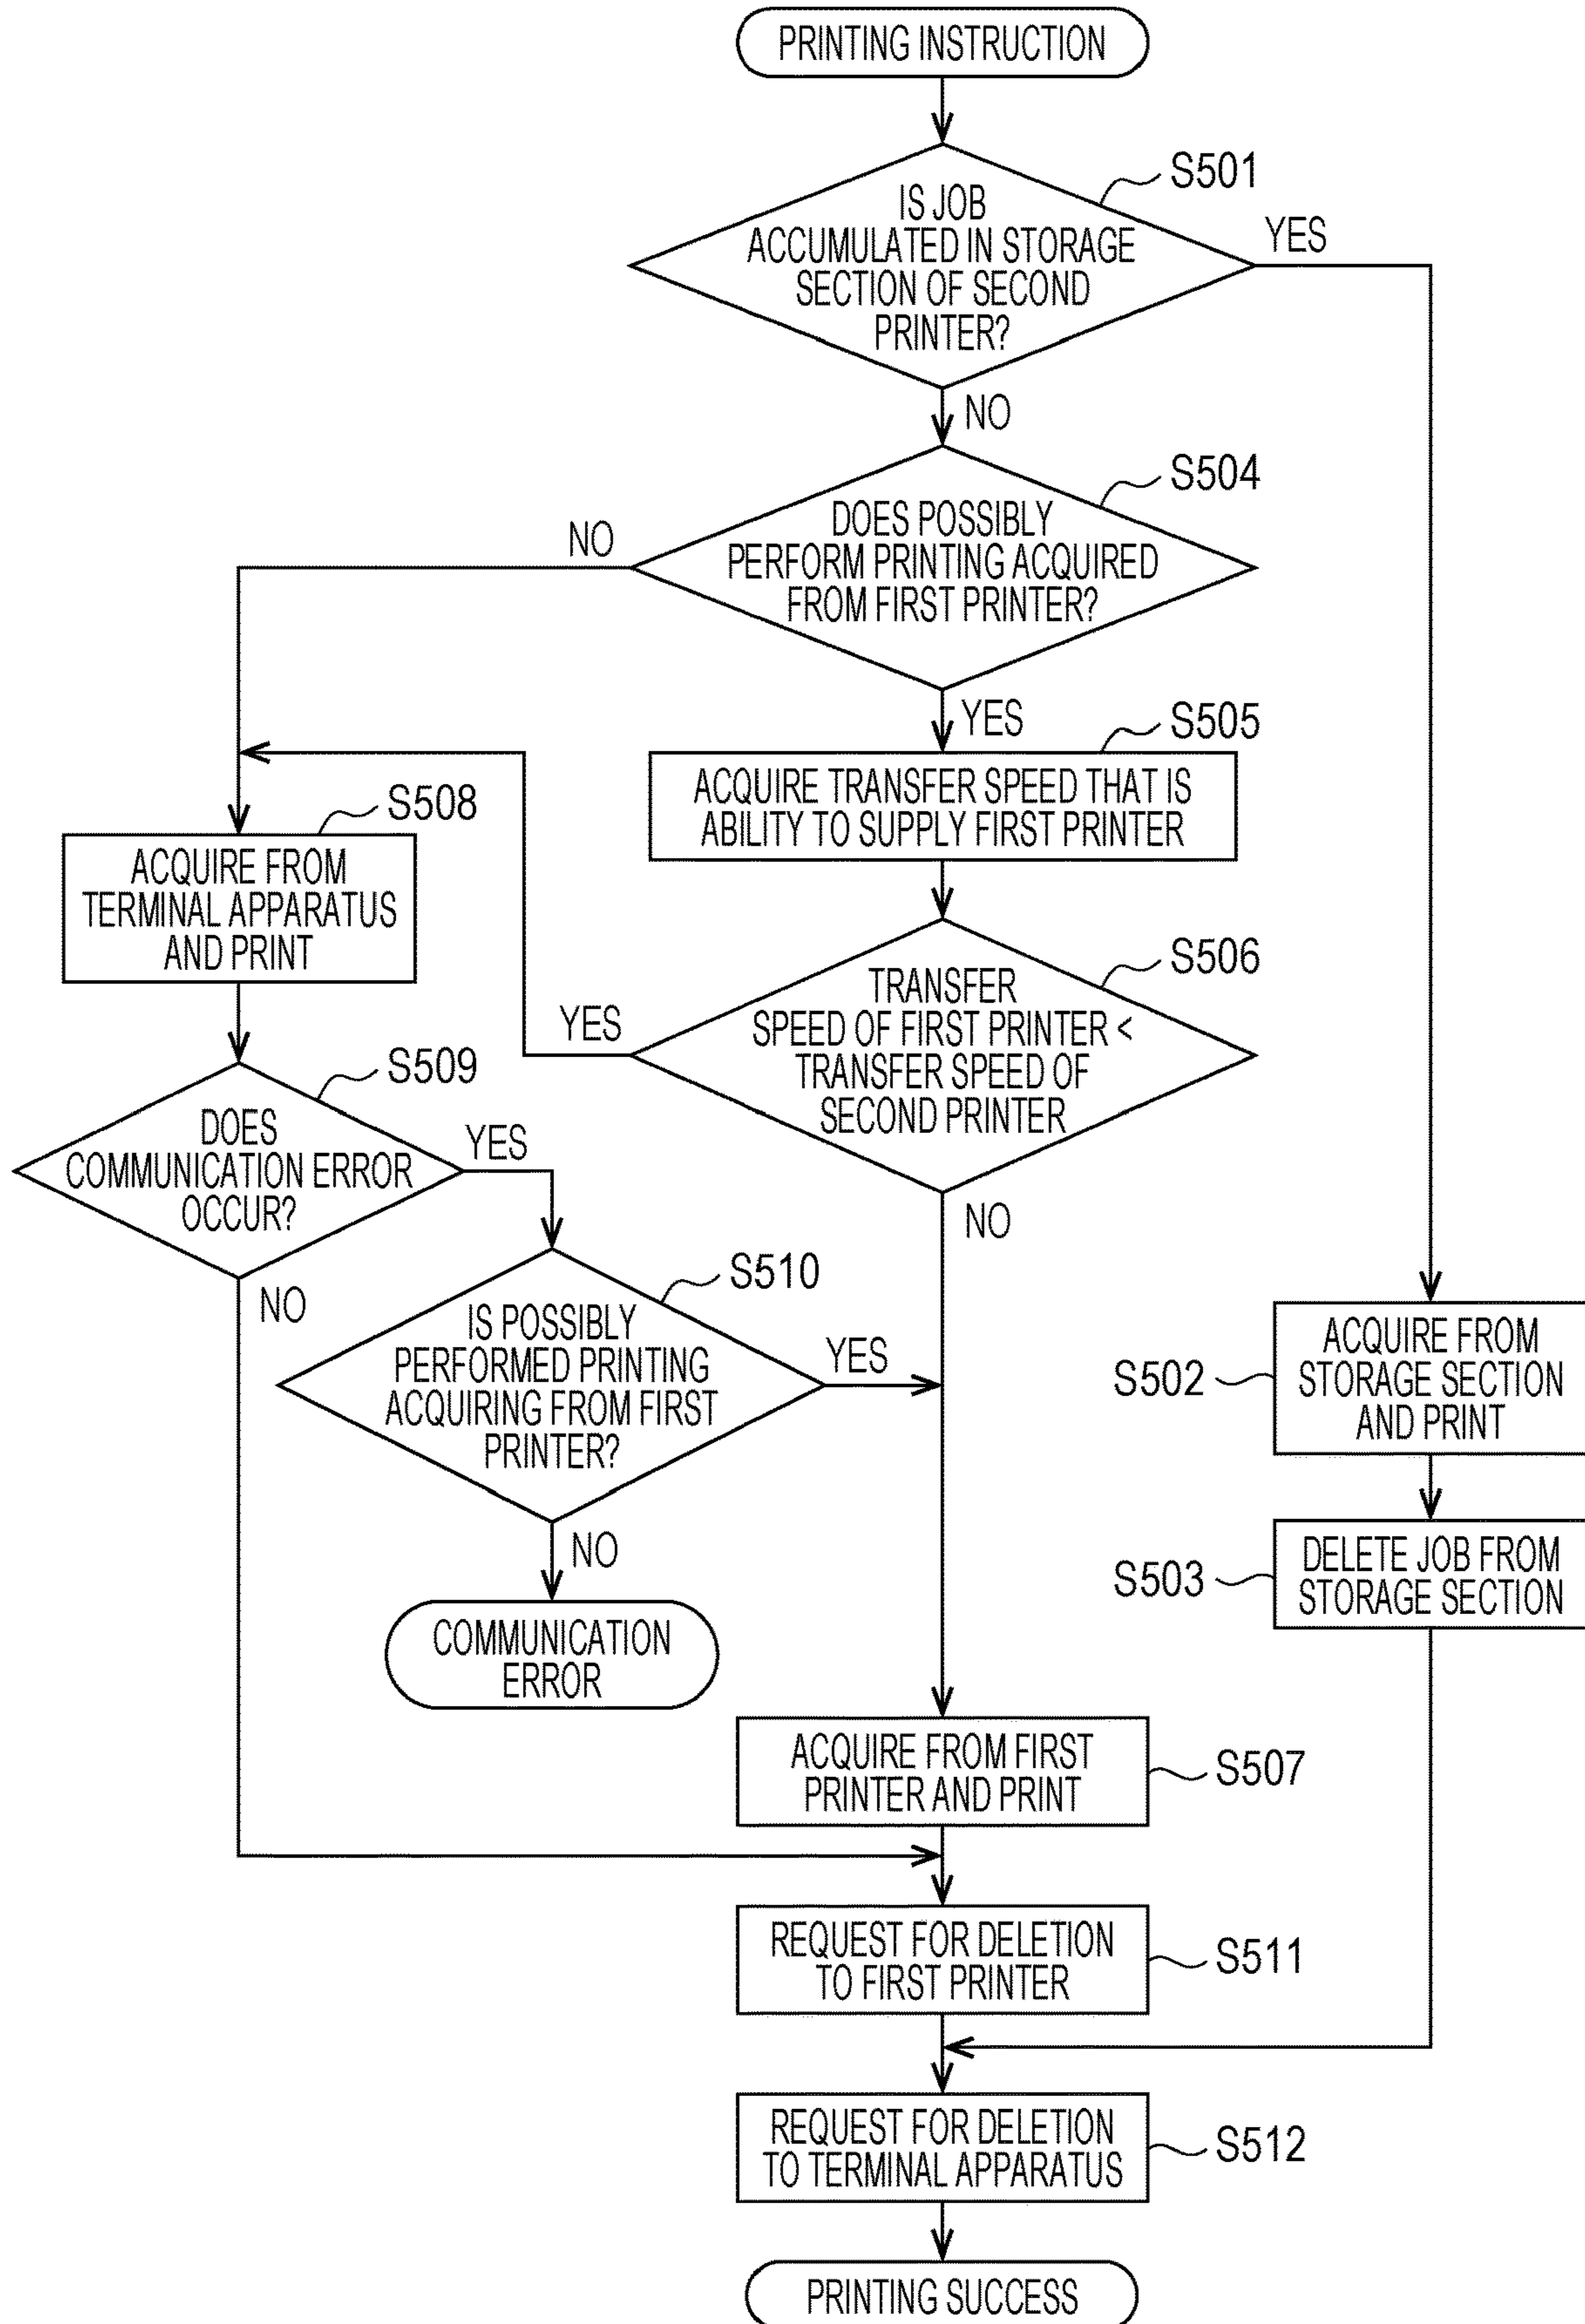 PRINTING INSTRUCTION
S501
IS JOB
ACCUMULATED IN STORAGE
SECTION OF SECOND
PRINTER?
YES
NO
S504
DOES POSSIBLY
PERFORM PRINTING ACQUIRED
FROM FIRST PRINTER?
NO
YES
S505
ACQUIRE TRANSFER SPEED THAT IS
ABILITY TO SUPPLY FIRST PRINTER
S508
ACQUIRE FROM
TERMINAL APPARATUS
AND PRINT
S506
TRANSFER
SPEED OF FIRST PRINTER <
TRANSFER SPEED OF
SECOND PRINTER
YES
NO
S509
DOES
COMMUNICATION ERROR
OCCUR?
YES
NO
S510
IS POSSIBLY
PERFORMED PRINTING
ACQUIRING FROM FIRST
PRINTER?
YES
NO
S502
ACQUIRE FROM
STORAGE SECTION
AND PRINT
S503
DELETE JOB FROM
STORAGE SECTION
COMMUNICATION
ERROR
ACQUIRE FROM FIRST
PRINTER AND PRINT
S507
REQUEST FOR DELETION
TO FIRST PRINTER
S511
REQUEST FOR DELETION
TO TERMINAL APPARATUS
S512
PRINTING SUCCESS